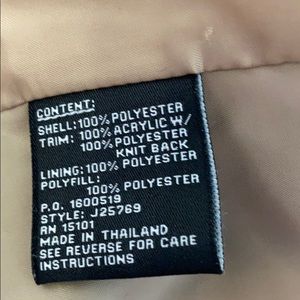 CONTENT:
SHELL: 100% POLYESTER
TRIM: 100% ACRYLIC W/
100% POLYESTER
KNIT BACK
LINING: 100% POLYESTER
POLYFILL:
100% POLYESTER
P.O. 1600519
STYLE: J25769
RN 15101
MADE IN THAILAND
SEE REVERSE FOR CARE
INSTRUCTIONS